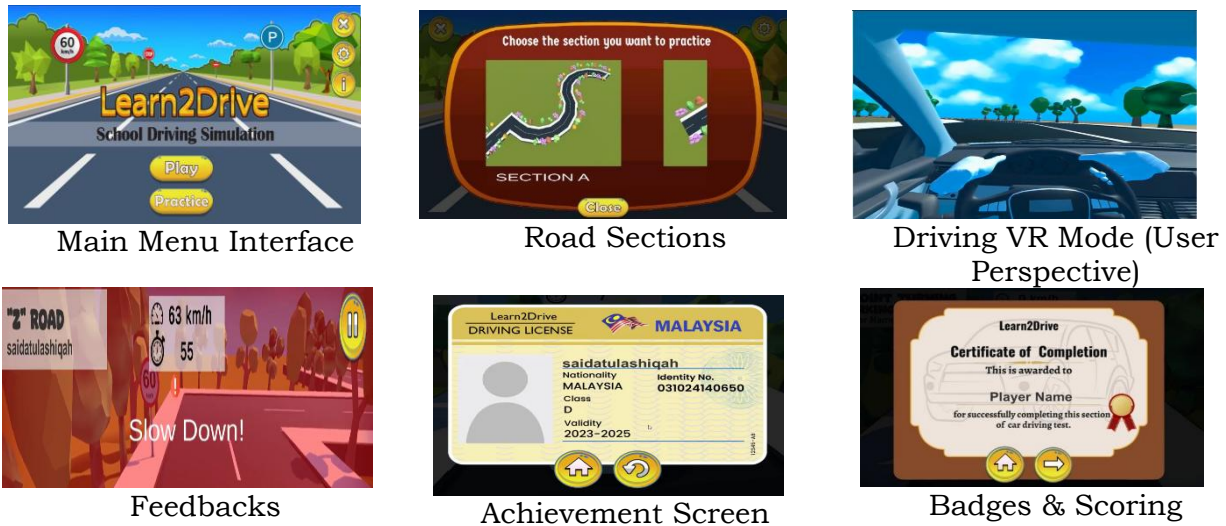 60
km/h
P
Learn2Drive
School Driving Simulation
Play
Practice
Main Menu Interface
Choose the section you want to practice
SECTION A
Close
Road Sections
Driving VR Mode (User
Perspective)
"Z" ROAD
saidatulashiqah
63 km/h
55
60
Slow Down!
Feedbacks
Learn2Drive
DRIVING LICENSE
MALAYSIA
saidatulashiqah
Nationality
MALAYSIA
Identity No.
031024140650
Class
D
Validity
2023-2025
Achievement Screen
Learn2Drive
Certificate of Completion
This is awarded to
Player Name
for successfully completing this section
of car driving test.
Badges & Scoring